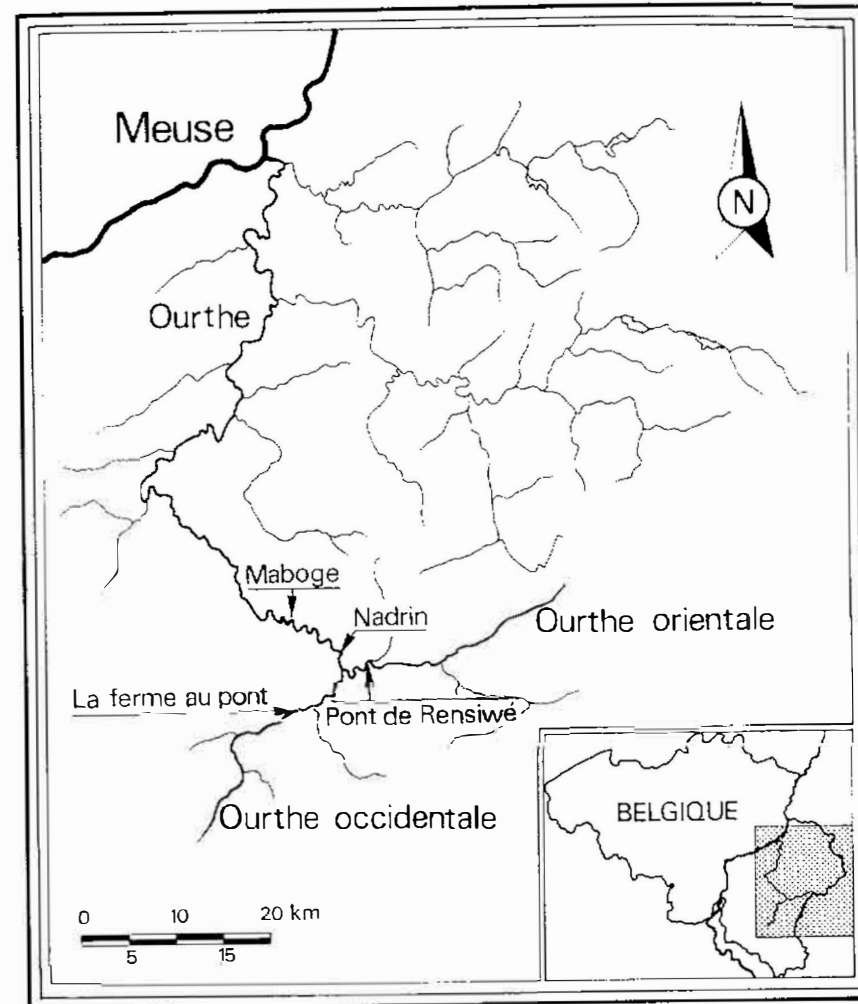 Meuse
N
Ourthe
Maboge
Nadrin
Ourthe orientale
La ferme au pont
Pont de Rensiwé
Ourthe occidentale
BELGIQUE
0 10 20 km
5 15